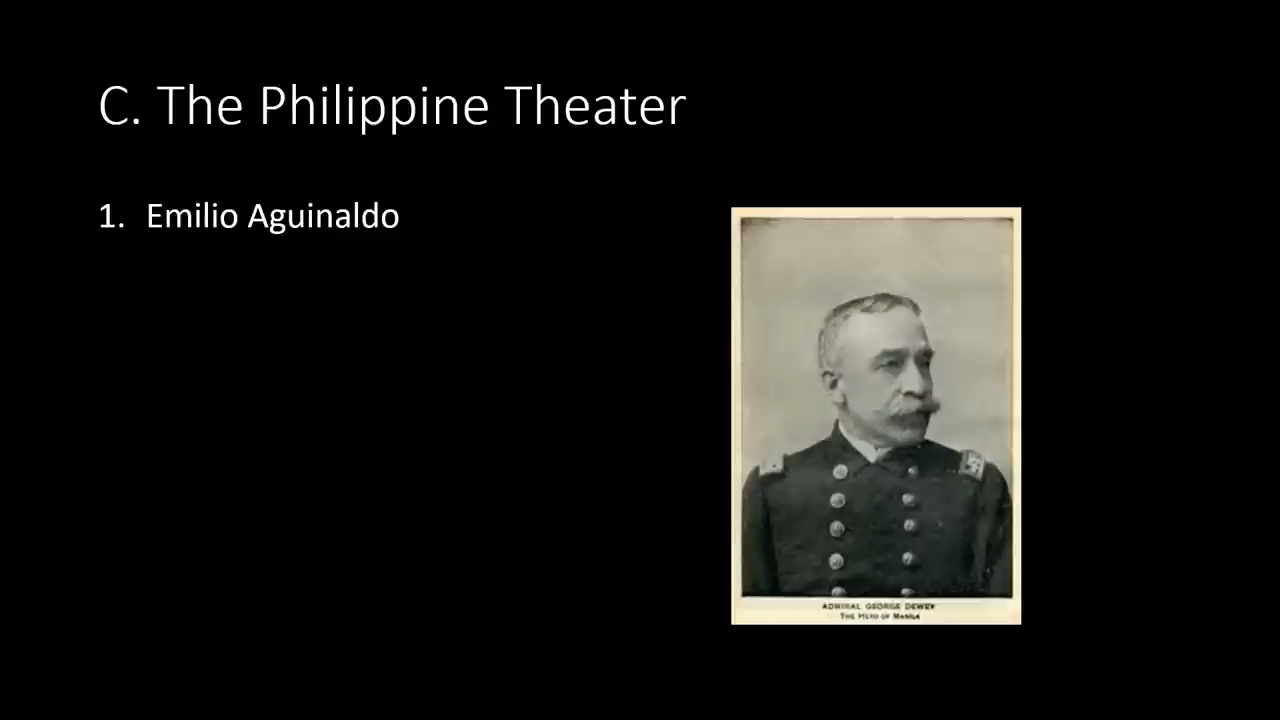 C. The Philippine Theater
1. Emilio Aguinaldo
ADMIRAL GEORGE DEWEY
THE HERO OF MANILA